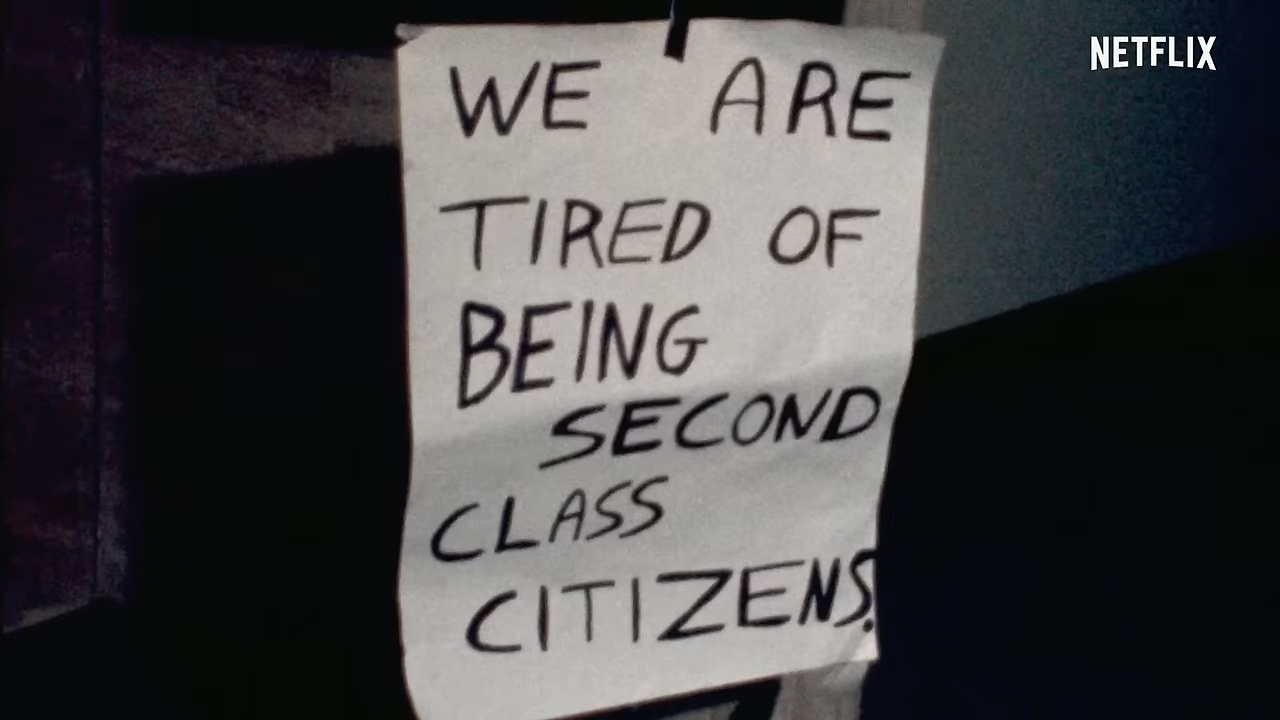 NETFLIX
WE ARE
TIRED OF
BEING
SECOND
CLASS
CITIZENS.